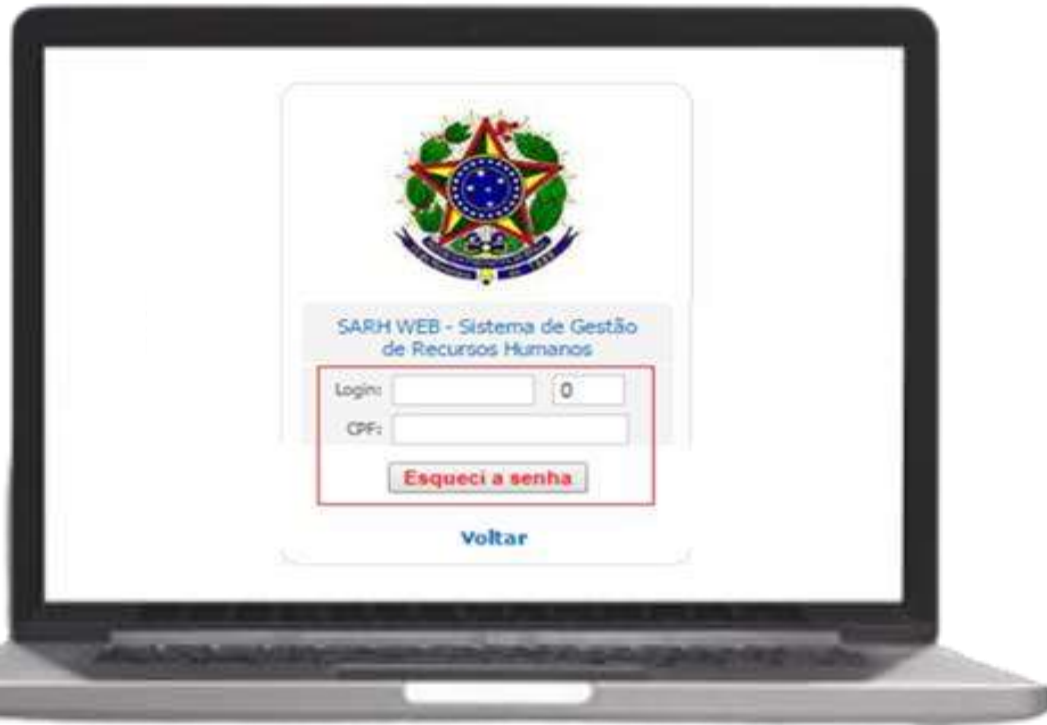 SARH WEB - Sistema de Gestão
de Recursos Humanos
Login: 0
CPF:
Esqueci a senha
Voltar